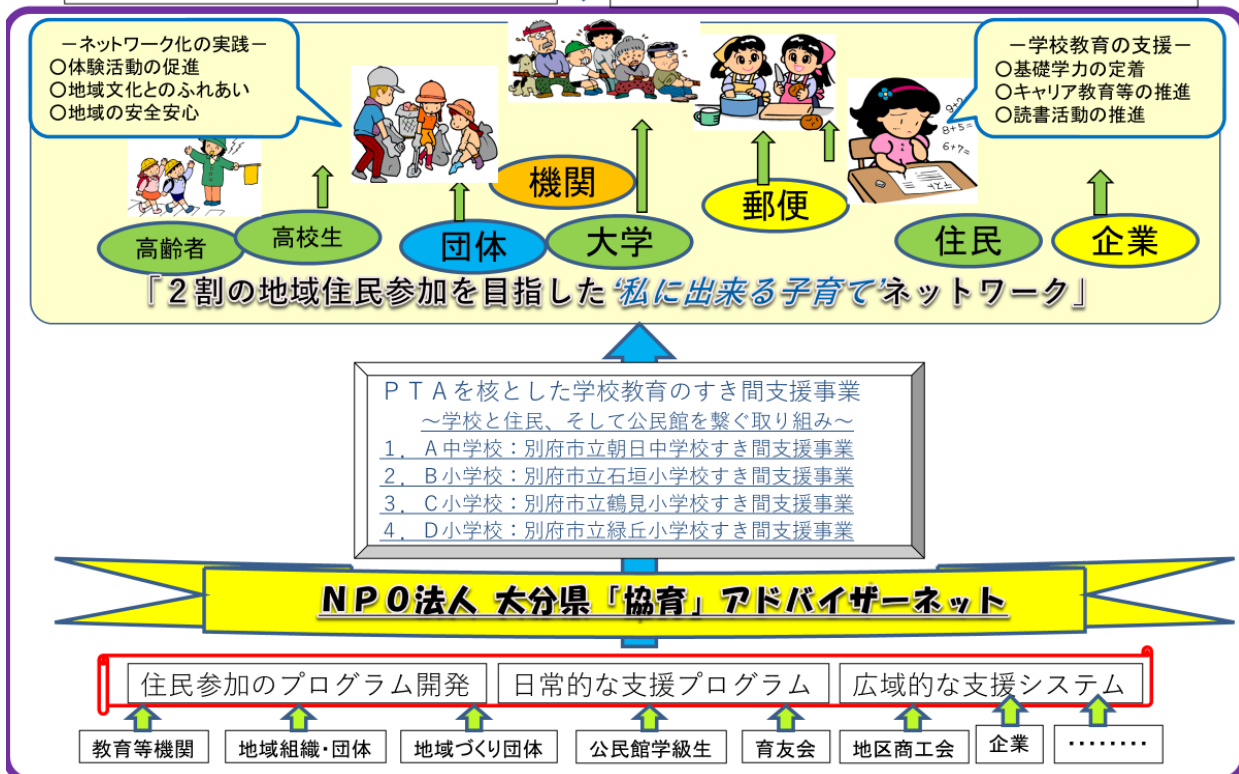 －ネットワーク化の実践－
〇体験活動の促進
〇地域文化とのふれあい
〇地域の安全安心
－学校教育の支援－
〇基礎学力の定着
〇キャリア教育等の推進
〇読書活動の推進
9+2=
8+5=
6+7=
テスト
機関
郵便
高齢者
高校生
団体
大学
住民
企業
「２割の地域住民参加を目指した‘私に出来る子育て’ネットワーク」
ＰＴＡを核とした学校教育のすき間支援事業
～学校と住民、そして公民館を繋ぐ取り組み～
１．Ａ中学校：別府市立朝日中学校すき間支援事業
２．Ｂ小学校：別府市立石垣小学校すき間支援事業
３．Ｃ小学校：別府市立鶴見小学校すき間支援事業
４．Ｄ小学校：別府市立緑丘小学校すき間支援事業
ＮＰＯ法人 大分県「協育」アドバイザーネット
住民参加のプログラム開発
日常的な支援プログラム
広域的な支援システム
教育等機関
地域組織・団体
地域づくり団体
公民館学級生
育友会
地区商工会
企業
………